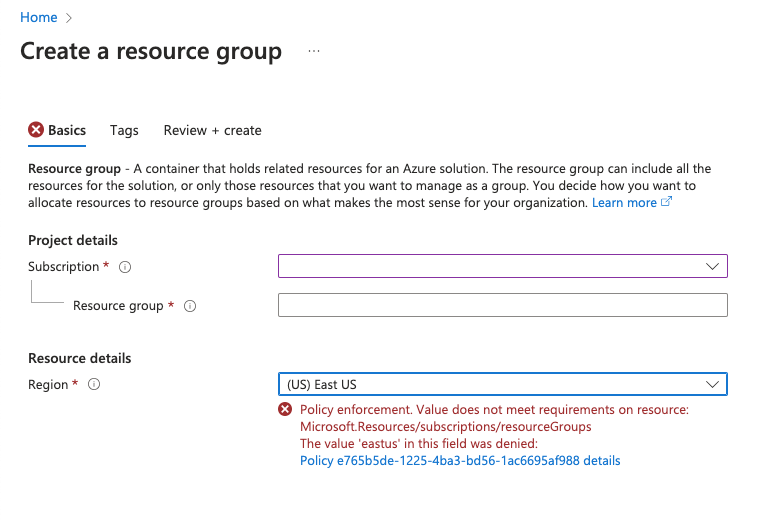 Home >
Create a resource group ...
Basics Tags Review + create
Resource group - A container that holds related resources for an Azure solution. The resource group can include all the
resources for the solution, or only those resources that you want to manage as a group. You decide how you want to
allocate resources to resource groups based on what makes the most sense for your organization. Learn more
Project details
Subscription *
Resource group *
Resource details
Region *
(US) East US
Policy enforcement. Value does not meet requirements on resource:
Microsoft.Resources/subscriptions/resourceGroups
The value 'eastus' in this field was denied:
Policy e765b5de-1225-4ba3-bd56-1ac6695af988 details